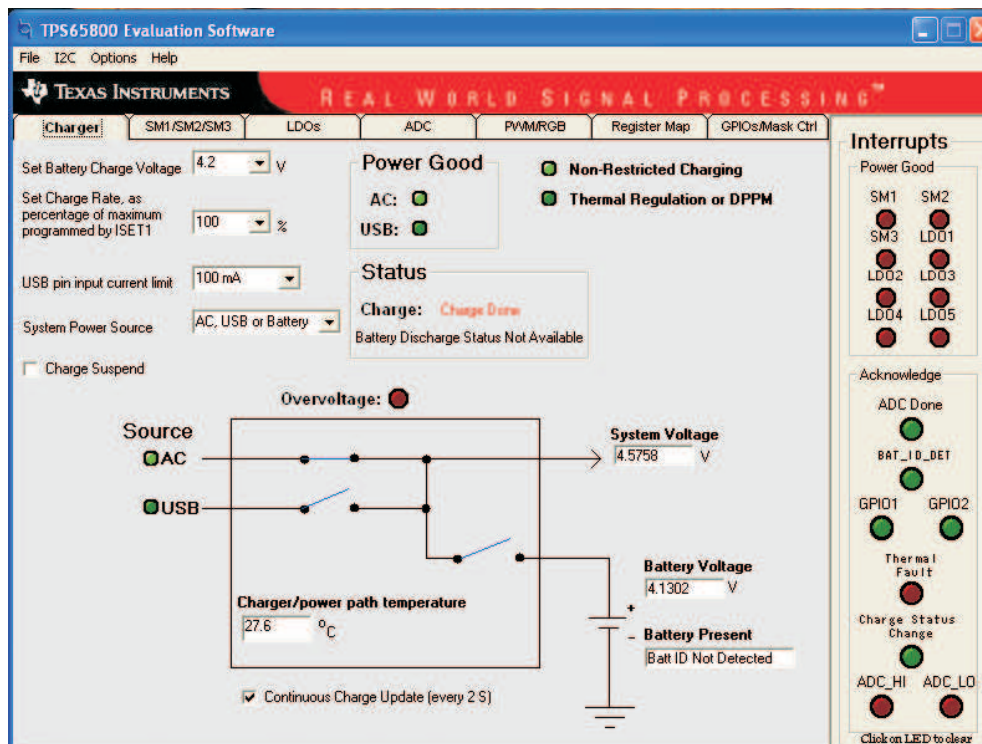 TPS65800 Evaluation Software
File I2C Options Help
TEXAS INSTRUMENTS
REAL WORLD SIGNAL PROCESSING™
Charger SM1/SM2/SM3 LDOs ADC PWM/RGB Register Map GPIOs/Mask Ctrl
Set Battery Charge Voltage 4.2 V
Set Charge Rate, as
percentage of maximum
programmed by ISET1
100 %
USB pin input current limit 100 mA
System Power Source AC, USB or Battery
Charge Suspend
Power Good
AC:
USB:
Non-Restricted Charging
Thermal Regulation or DPPM
Status
Charge: Charge Done
Battery Discharge Status Not Available
Overvoltage:
Source
AC
USB
System Voltage
4.5758 V
Battery Voltage
4.1302 V
+
-
Battery Present
Batt ID Not Detected
Charger/power path temperature
27.6 °C
Continuous Charge Update (every 2 S)
Interrupts
Power Good
SM1 SM2
SM3 LDO1
LDO2 LDO3
LDO4 LDO5
Acknowledge
ADC Done
BAT_ID_DET
GPIO1 GPIO2
Thermal
Fault
Charge Status
Change
ADC_HI ADC_LO
Click on LED to clear